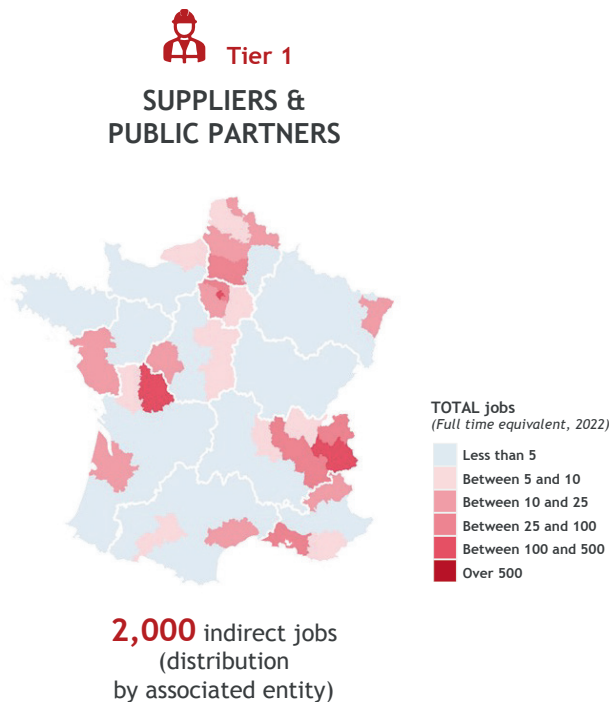 Tier 1
SUPPLIERS &
PUBLIC PARTNERS
TOTAL jobs
(Full time equivalent, 2022)
Less than 5
Between 5 and 10
Between 10 and 25
Between 25 and 100
Between 100 and 500
Over 500
2,000 indirect jobs
(distribution
by associated entity)